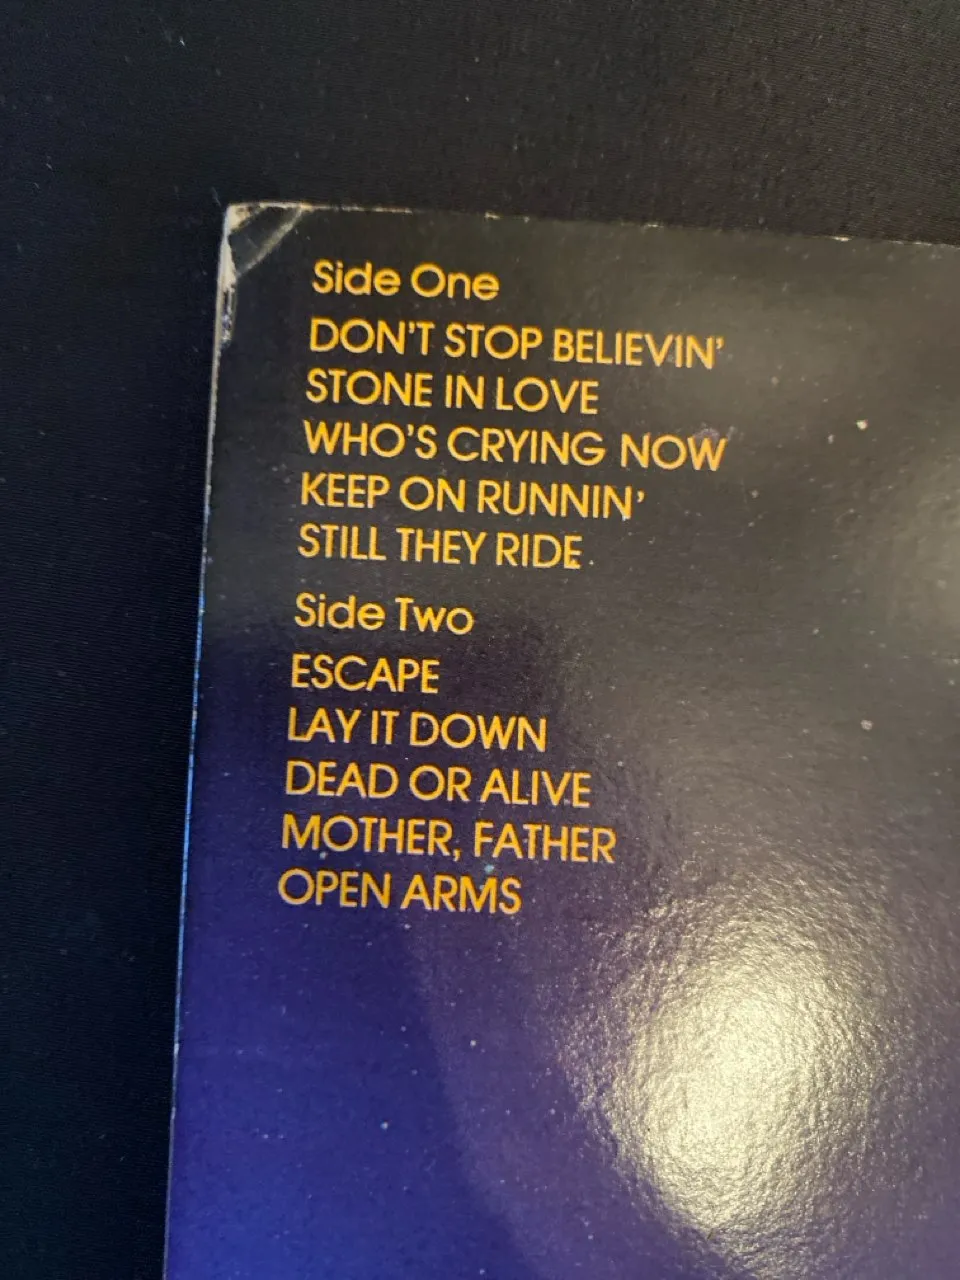 Side One
DON'T STOP BELIEVIN'
STONE IN LOVE
WHO'S CRYING NOW
KEEP ON RUNNIN'
STILL THEY RIDE
Side Two
ESCAPE
LAY IT DOWN
DEAD OR ALIVE
MOTHER, FATHER
OPEN ARMS